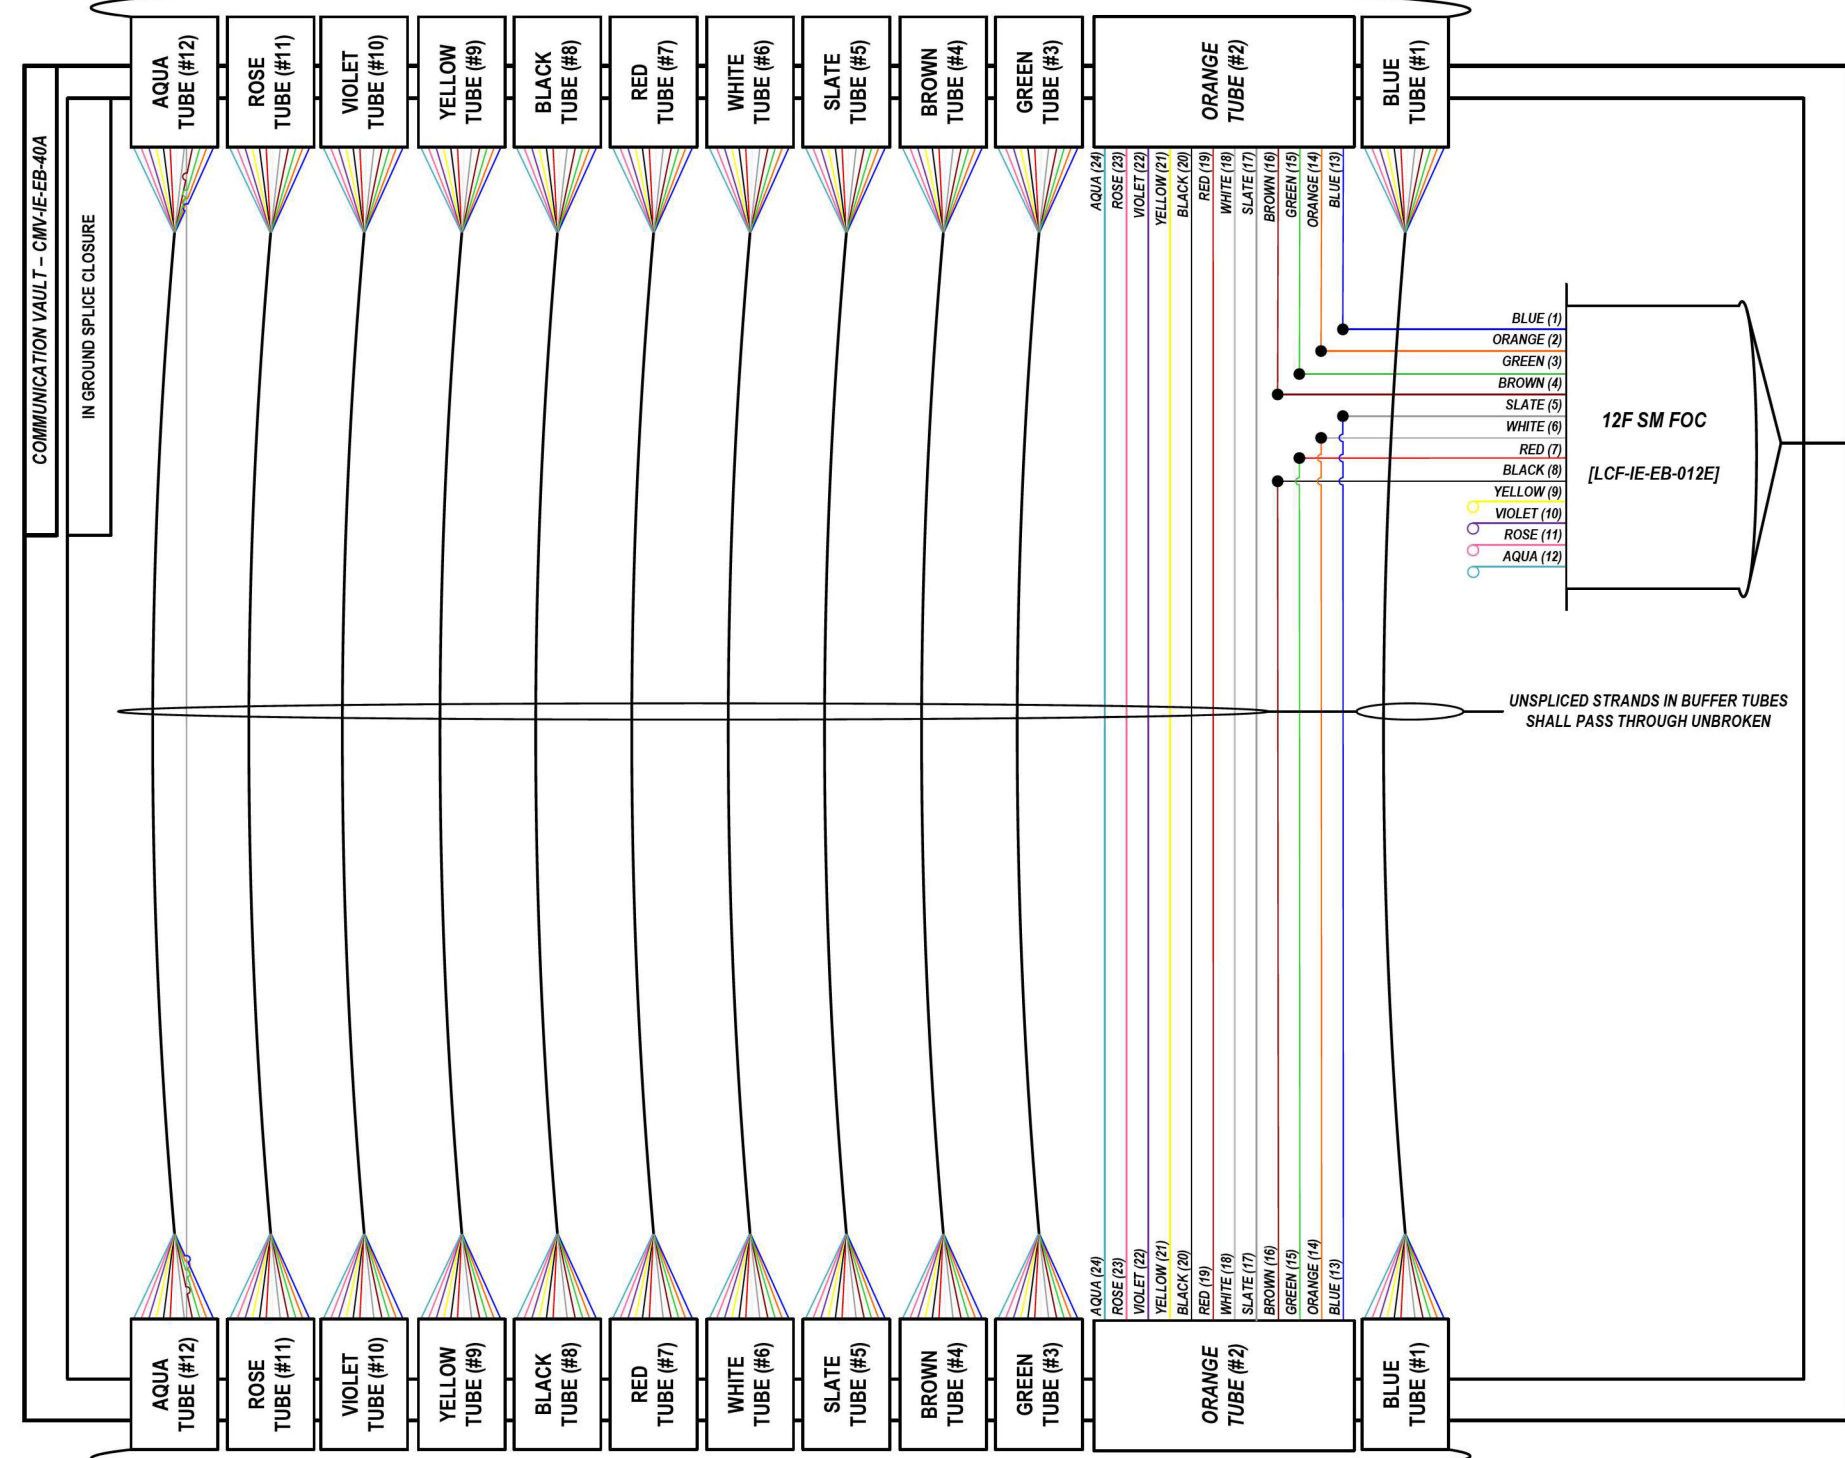 AQUA
TUBE (#12)
ROSE
TUBE (#11)
VIOLET
TUBE (#10)
YELLOW
TUBE (#9)
BLACK
TUBE (#8)
RED
TUBE (#7)
WHITE
TUBE (#6)
SLATE
TUBE (#5)
BROWN
TUBE (#4)
GREEN
TUBE (#3)
ORANGE
TUBE (#2)
BLUE
TUBE (#1)
COMMUNICATION VAULT – CMV-IE-EB-40A
IN GROUND SPLICE CLOSURE
AQUA (24)
ROSE (23)
VIOLET (22)
YELLOW (21)
BLACK (20)
RED (19)
WHITE (18)
SLATE (17)
BROWN (16)
GREEN (15)
ORANGE (14)
BLUE (13)
BLUE (1)
ORANGE (2)
GREEN (3)
BROWN (4)
SLATE (5)
WHITE (6)
RED (7)
BLACK (8)
YELLOW (9)
VIOLET (10)
ROSE (11)
AQUA (12)
12F SM FOC
[LCF-IE-EB-012E]
UNSPLICED STRANDS IN BUFFER TUBES
SHALL PASS THROUGH UNBROKEN
AQUA (24)
ROSE (23)
VIOLET (22)
YELLOW (21)
BLACK (20)
RED (19)
WHITE (18)
SLATE (17)
BROWN (16)
GREEN (15)
ORANGE (14)
BLUE (13)
AQUA
TUBE (#12)
ROSE
TUBE (#11)
VIOLET
TUBE (#10)
YELLOW
TUBE (#9)
BLACK
TUBE (#8)
RED
TUBE (#7)
WHITE
TUBE (#6)
SLATE
TUBE (#5)
BROWN
TUBE (#4)
GREEN
TUBE (#3)
ORANGE
TUBE (#2)
BLUE
TUBE (#1)